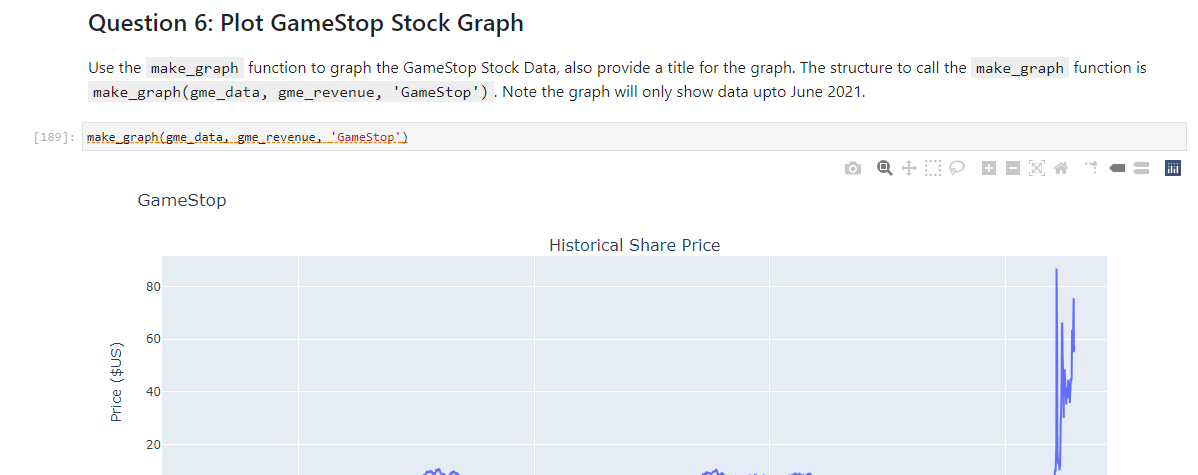 Question 6: Plot GameStop Stock Graph
Use the make_graph function to graph the GameStop Stock Data, also provide a title for the graph. The structure to call the make_graph function is
make_graph(gme_data, gme_revenue, 'GameStop'). Note the graph will only show data upto June 2021.
[189]: make_graph(gme_data, gme_revenue, 'GameStop')
GameStop
Historical Share Price
80
60
Price ($US)
40
20